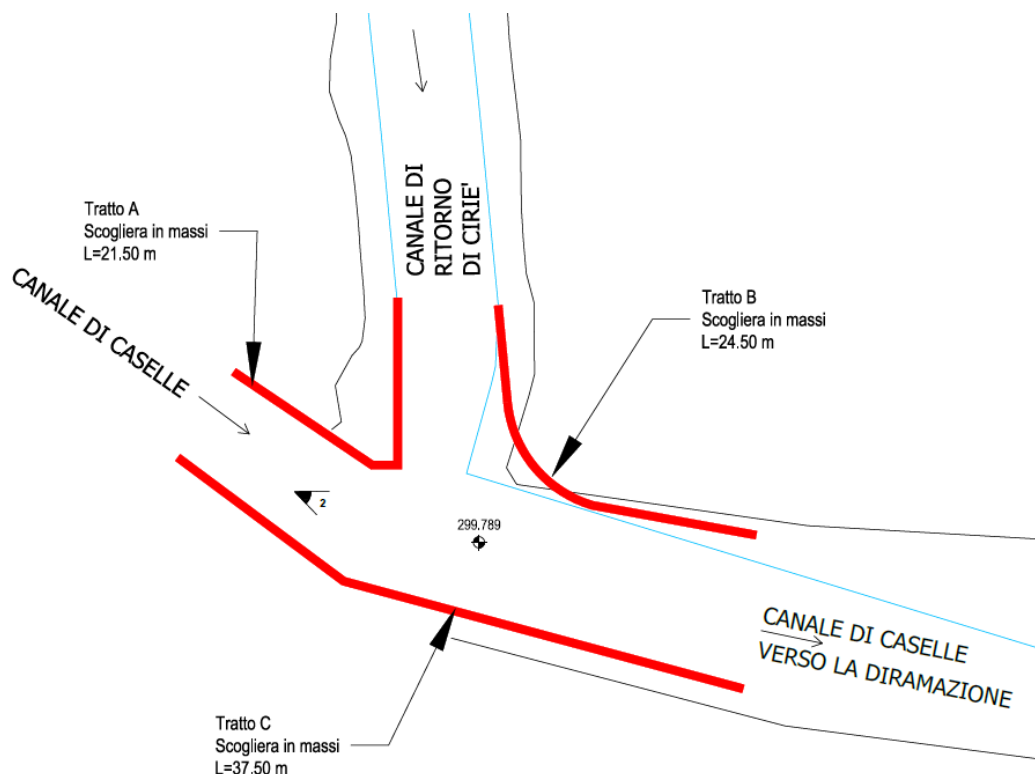 CANALE DI
RITORNO
DI CIRIE'
Tratto A
Scogliera in massi
L=21.50 m
CANALE DI CASELLE
Tratto B
Scogliera in massi
L=24.50 m
2
299.789
CANALE DI CASELLE
VERSO LA DIRAMAZIONE
Tratto C
Scogliera in massi
L=37.50 m